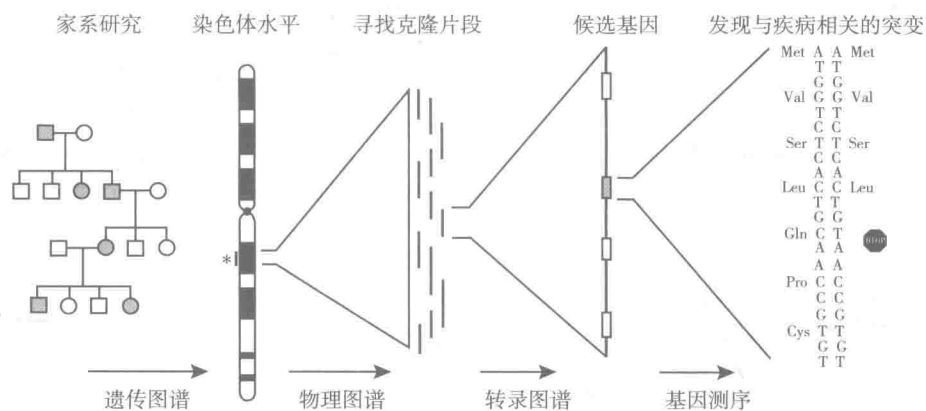 家系研究 染色体水平 寻找克隆片段 候选基因 发现与疾病相关的突变
Met A A Met
T T
G G
Val G G Val
T T
C C
Ser T T Ser
C C
A A
Leu C C Leu
T T
G G
Gln C T STOP
A A
A A
Pro C C
C C
G G
Cys T T
G G
T T
*
遗传图谱 物理图谱 转录图谱 基因测序